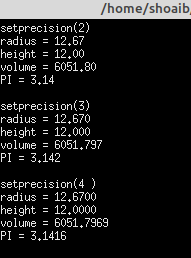 /home/shoaib/
setprecision(2)
radius = 12.67
height = 12.00
volume = 6051.80
PI = 3.14
setprecision(3)
radius = 12.670
height = 12.000
volume = 6051.797
PI = 3.142
setprecision(4 )
radius = 12.6700
height = 12.0000
volume = 6051.7969
PI = 3.1416